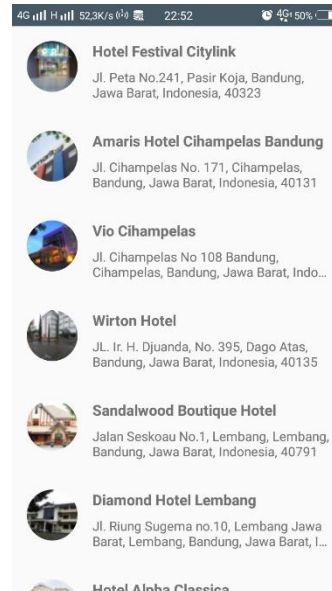 4G H 52,3K/s 22:52 4G 50%
Hotel Festival Citylink
Jl. Peta No.241, Pasir Koja, Bandung,
Jawa Barat, Indonesia, 40323
Amaris Hotel Cihampelas Bandung
Jl. Cihampelas No. 171, Cihampelas,
Bandung, Jawa Barat, Indonesia, 40131
Vio Cihampelas
Jl. Cihampelas No 108 Bandung,
Cihampelas, Bandung, Jawa Barat, Indo...
Wirton Hotel
JL. Ir. H. Djuanda, No. 395, Dago Atas,
Bandung, Jawa Barat, Indonesia, 40135
Sandalwood Boutique Hotel
Jalan Seskoau No.1, Lembang, Lembang,
Bandung, Jawa Barat, Indonesia, 40791
Diamond Hotel Lembang
Jl. Riung Sugema no.10, Lembang Jawa
Barat, Lembang, Bandung, Jawa Barat, I...
Hotel Alpha Classica